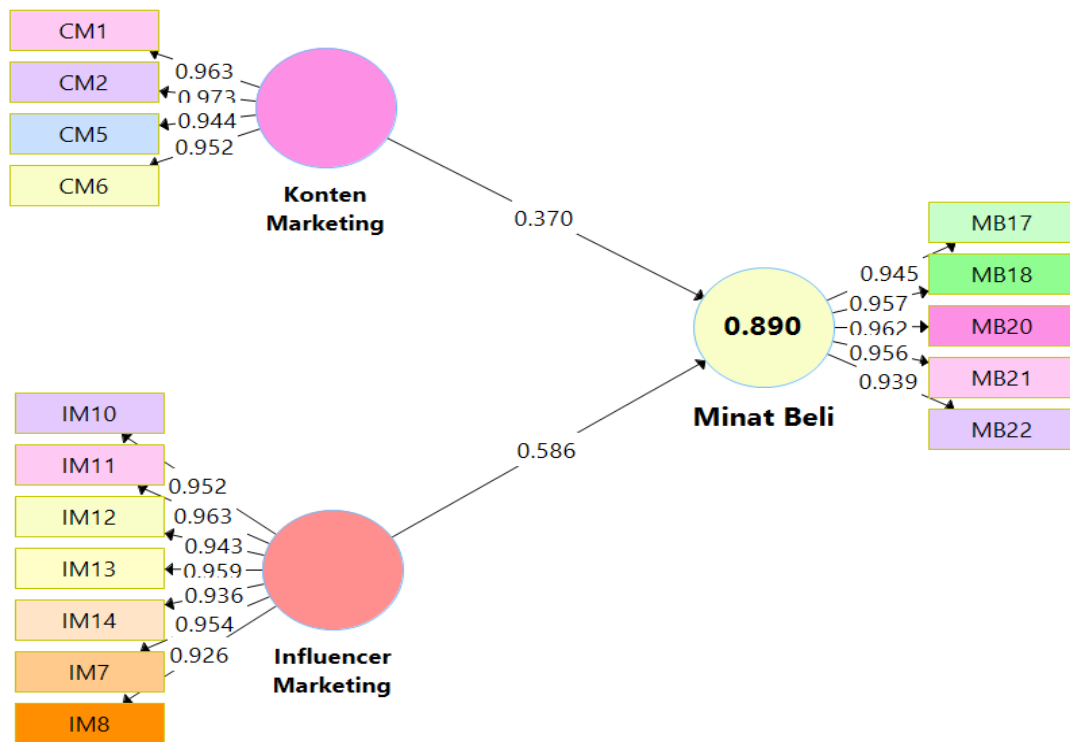 CM1
CM2
CM5
CM6
0.963
0.973
0.944
0.952
Konten
Marketing
0.370
IM10
IM11
IM12
IM13
IM14
IM7
IM8
0.952
0.963
0.943
0.959
0.936
0.954
0.926
Influencer
Marketing
0.586
0.890
Minat Beli
0.945
0.957
0.962
0.956
0.939
MB17
MB18
MB20
MB21
MB22